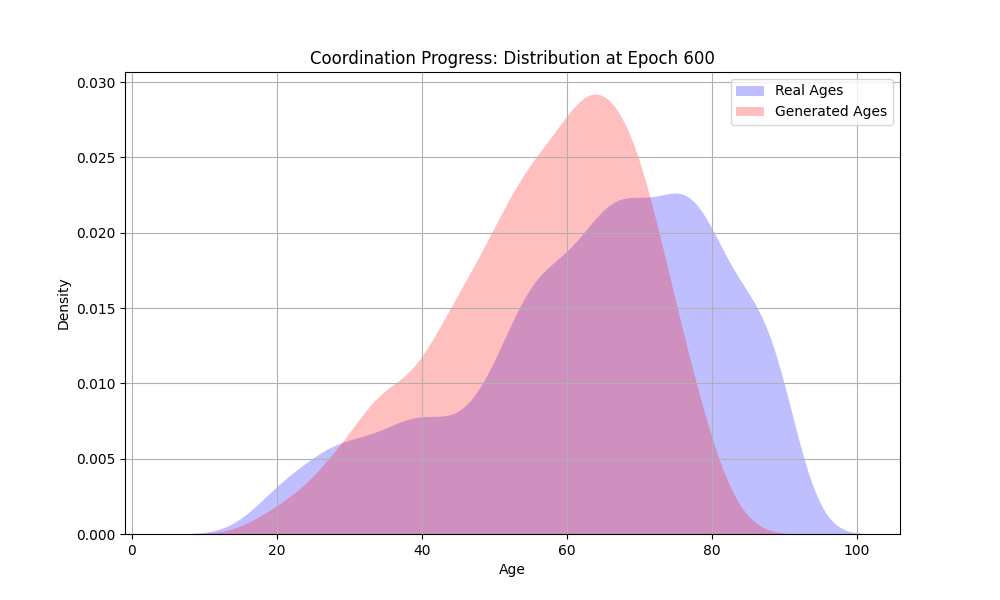 Coordination Progress: Distribution at Epoch 600
Real Ages
Generated Ages
0.030
0.025
0.020
0.015
0.010
0.005
0.000
Density
0 20 40 60 80 100
Age